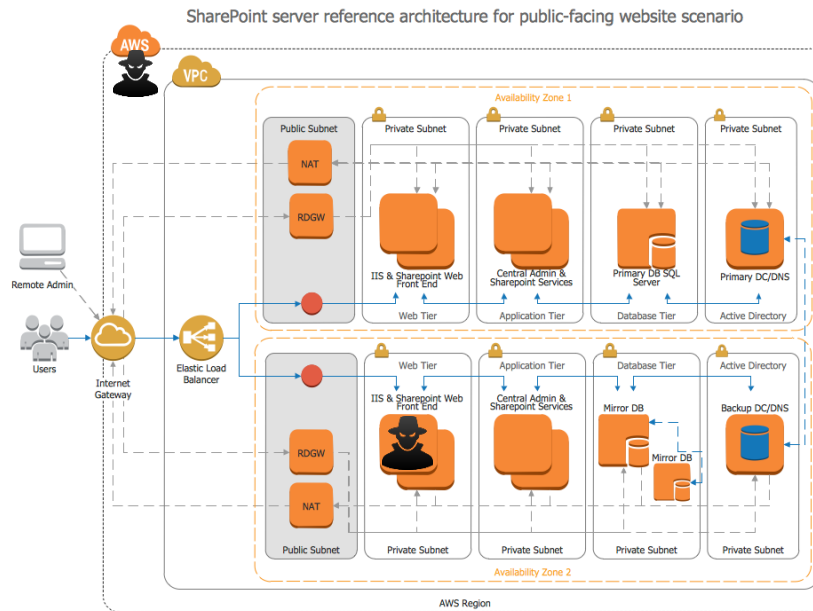 SharePoint server reference architecture for public-facing website scenario
AWS
VPC
Availability Zone 1
Public Subnet
Private Subnet
Private Subnet
Private Subnet
Private Subnet
NAT
RDGW
IIS & Sharepoint Web
Front End
Central Admin &
Sharepoint Services
Primary DB SQL
Server
Primary DC/DNS
Remote Admin
Web Tier
Application Tier
Database Tier
Active Directory
Users
Internet
Gateway
Elastic Load
Balancer
Web Tier
Application Tier
Database Tier
Active Directory
IIS & Sharepoint Web
Front End
Central Admin &
Sharepoint Services
Mirror DB
Backup DC/DNS
RDGW
Mirror DB
NAT
Public Subnet
Private Subnet
Private Subnet
Private Subnet
Private Subnet
Availability Zone 2
AWS Region